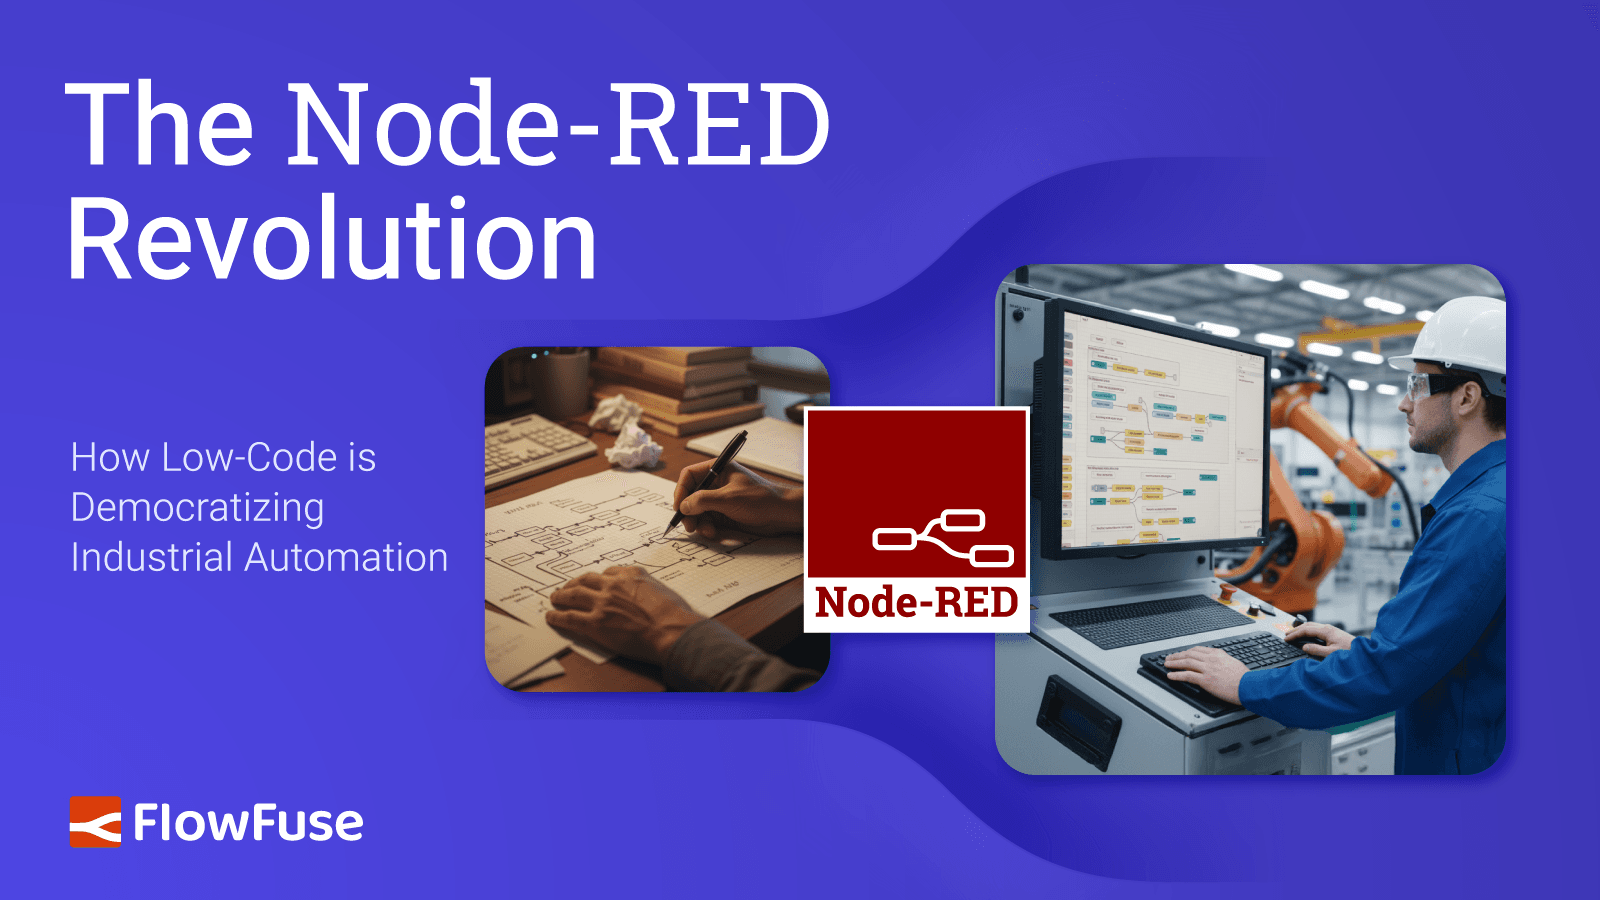 The Node-RED
Revolution
How Low-Code is
Democratizing
Industrial Automation
Node-RED
FlowFuse